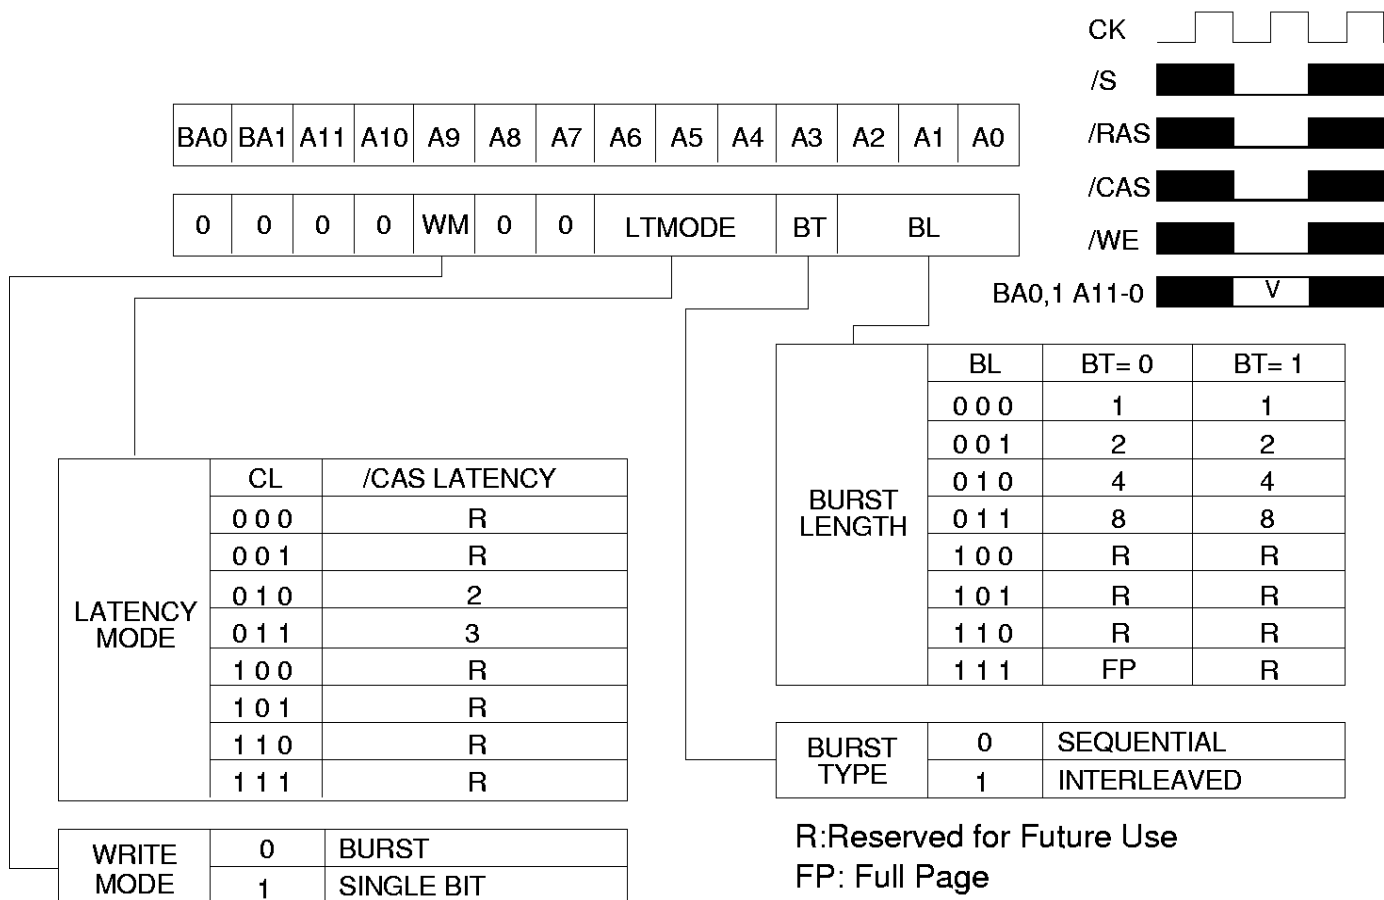 CK
/S
/RAS
/CAS
/WE
BA0,1 A11-0 V
BA0 BA1 A11 A10 A9 A8 A7 A6 A5 A4 A3 A2 A1 A0
0 0 0 0 WM 0 0 LTMODE BT BL
BURST
LENGTH
BL BT= 0 BT= 1
0 0 0 1 1
0 0 1 2 2
0 1 0 4 4
0 1 1 8 8
1 0 0 R R
1 0 1 R R
1 1 0 R R
1 1 1 FP R
LATENCY
MODE
CL /CAS LATENCY
0 0 0 R
0 0 1 R
0 1 0 2
0 1 1 3
1 0 0 R
1 0 1 R
1 1 0 R
1 1 1 R
BURST
TYPE
0 SEQUENTIAL
1 INTERLEAVED
WRITE
MODE
0 BURST
1 SINGLE BIT
R:Reserved for Future Use
FP: Full Page